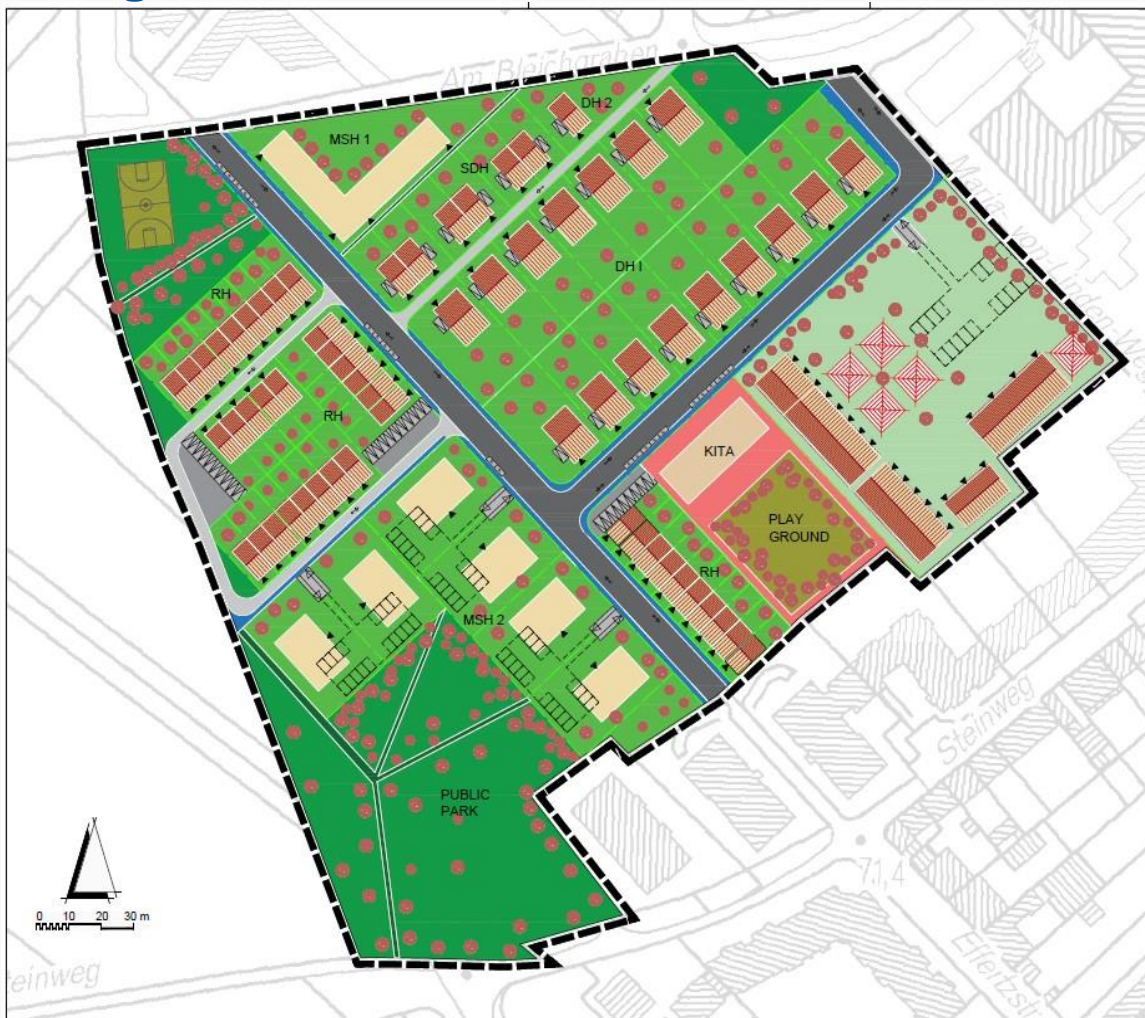 Am Bleichgraben
MSH 1
DH 2
SDH
DH I
RH
RH
KITA
PLAY
GROUND
RH
MSH 2
Steinweg
PUBLIC
PARK
71,4
0 10 20 30 m
teinweg